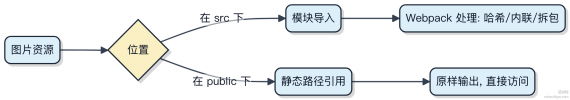 图片资源
位置
在 src 下
模块导入
Webpack 处理: 哈希/内联/拆包
在 public 下
静态路径引用
原样输出, 直接访问